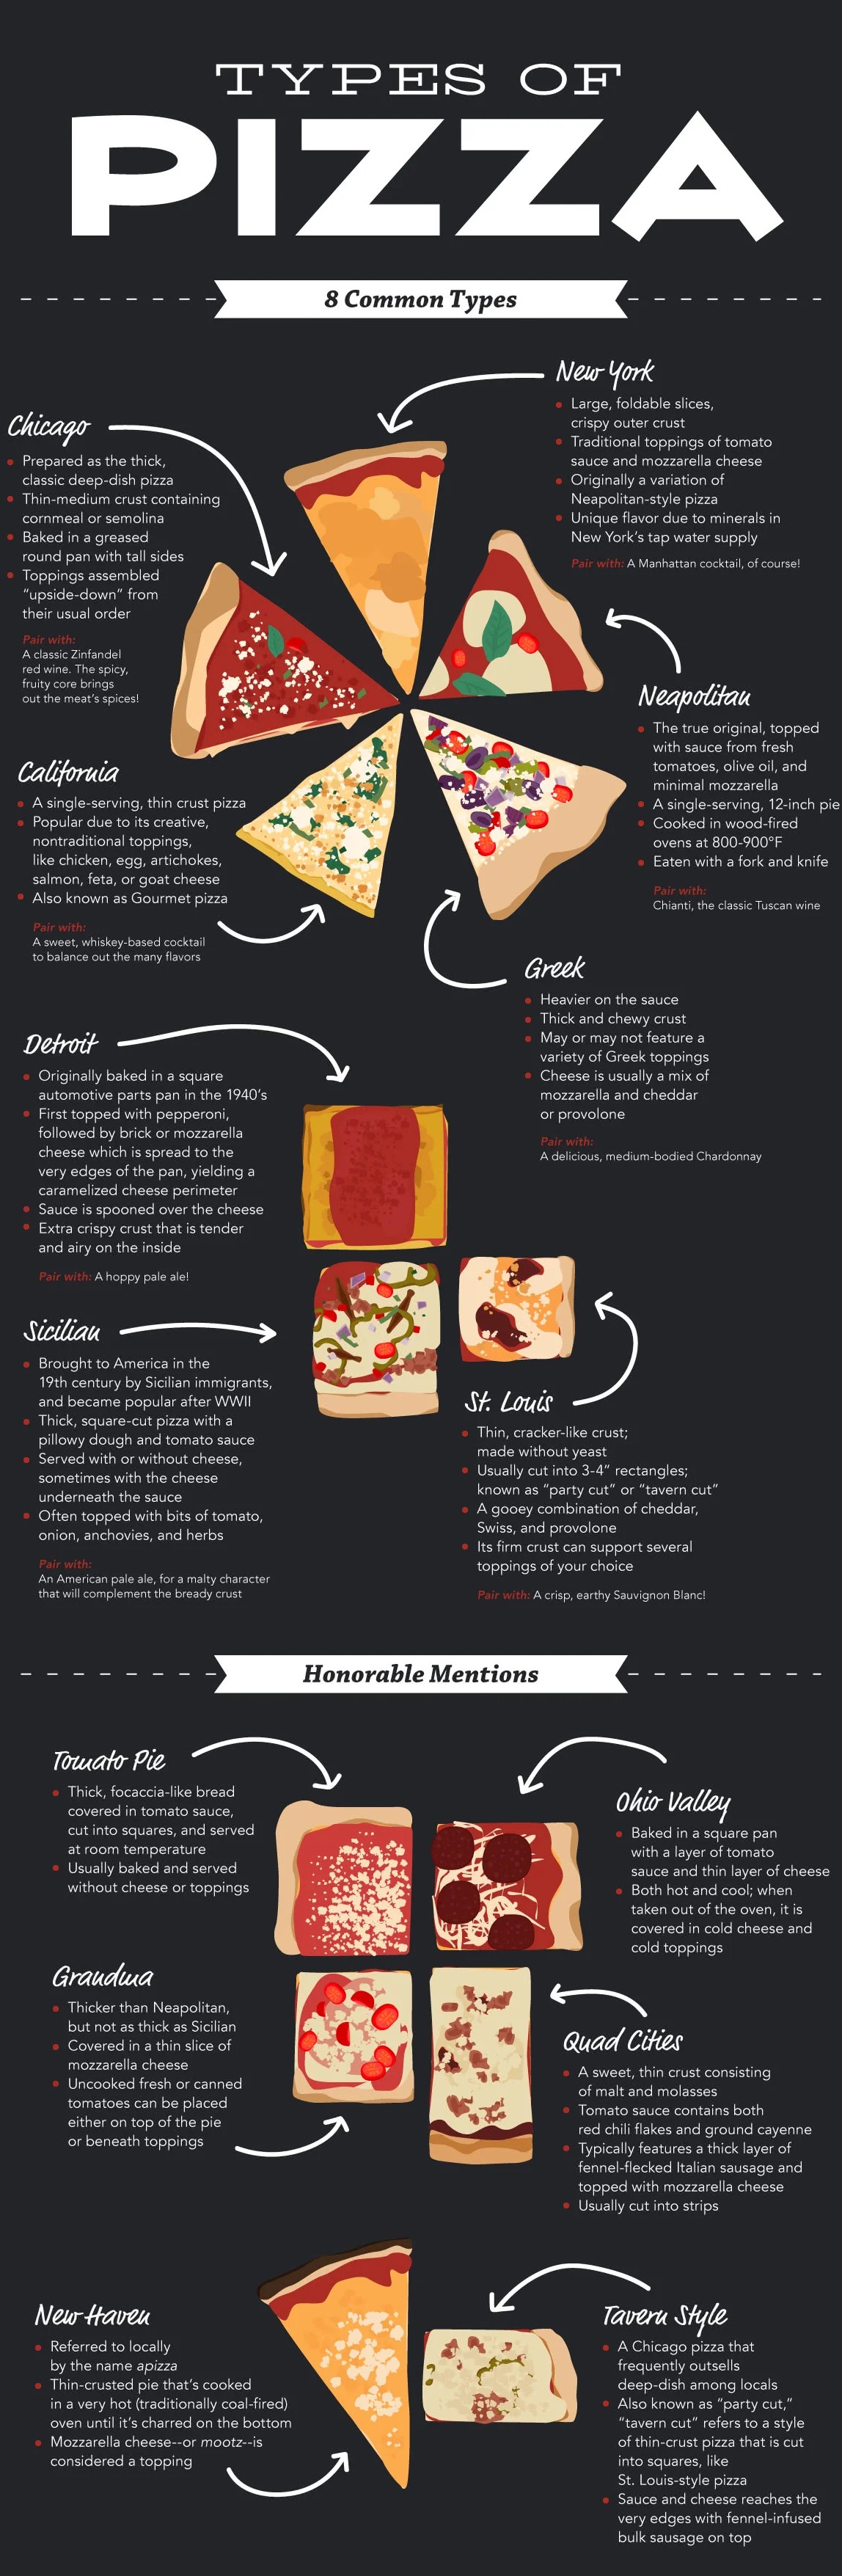 TYPES OF
PIZZA
8 Common Types
New York
Large, foldable slices,
crispy outer crust
Traditional toppings of tomato
sauce and mozzarella cheese
Originally a variation of
Neapolitan-style pizza
Unique flavor due to minerals in
New York's tap water supply
Pair with: A Manhattan cocktail, of course!
Chicago
Prepared as the thick,
classic deep-dish pizza
Thin-medium crust containing
cornmeal or semolina
Baked in a greased
round pan with tall sides
Toppings assembled
“upside-down” from
their usual order
Pair with:
A classic Zinfandel
red wine. The spicy,
fruity core brings
out the meat's spices!
Neapolitan
The true original, topped
with sauce from fresh
tomatoes, olive oil, and
minimal mozzarella
A single-serving, 12-inch pie
Cooked in wood-fired
ovens at 800-900°F
Eaten with a fork and knife
Pair with:
Chianti, the classic Tuscan wine
California
A single-serving, thin crust pizza
Popular due to its creative,
nontraditional toppings,
like chicken, egg, artichokes,
salmon, feta, or goat cheese
Also known as Gourmet pizza
Pair with:
A sweet, whiskey-based cocktail
to balance out the many flavors
Greek
Heavier on the sauce
Thick and chewy crust
May or may not feature a
variety of Greek toppings
Cheese is usually a mix of
mozzarella and cheddar
or provolone
Pair with:
A delicious, medium-bodied Chardonnay
Detroit
Originally baked in a square
automotive parts pan in the 1940's
First topped with pepperoni,
followed by brick or mozzarella
cheese which is spread to the
very edges of the pan, yielding a
caramelized cheese perimeter
Sauce is spooned over the cheese
Extra crispy crust that is tender
and airy on the inside
Pair with: A hoppy pale ale!
Sicilian
Brought to America in the
19th century by Sicilian immigrants,
and became popular after WWII
Thick, square-cut pizza with a
pillowy dough and tomato sauce
Served with or without cheese,
sometimes with the cheese
underneath the sauce
Often topped with bits of tomato,
onion, anchovies, and herbs
Pair with:
An American pale ale, for a malty character
that will complement the bready crust
St. Louis
Thin, cracker-like crust;
made without yeast
Usually cut into 3-4” rectangles;
known as “party cut” or “tavern cut”
A gooey combination of cheddar,
Swiss, and provolone
Its firm crust can support several
toppings of your choice
Pair with: A crisp, earthy Sauvignon Blanc!
Honorable Mentions
Tomato Pie
Thick, focaccia-like bread
covered in tomato sauce,
cut into squares, and served
at room temperature
Usually baked and served
without cheese or toppings
Ohio Valley
Baked in a square pan
with a layer of tomato
sauce and thin layer of cheese
Both hot and cool; when
taken out of the oven, it is
covered in cold cheese and
cold toppings
Grandma
Thicker than Neapolitan,
but not as thick as Sicilian
Covered in a thin slice of
mozzarella cheese
Uncooked fresh or canned
tomatoes can be placed
either on top of the pie
or beneath toppings
Quad Cities
A sweet, thin crust consisting
of malt and molasses
Tomato sauce contains both
red chili flakes and ground cayenne
Typically features a thick layer of
fennel-flecked Italian sausage and
topped with mozzarella cheese
Usually cut into strips
New Haven
Referred to locally
by the name apizza
Thin-crusted pie that's cooked
in a very hot (traditionally coal-fired)
oven until it's charred on the bottom
Mozzarella cheese--or mootz--is
considered a topping
Tavern Style
A Chicago pizza that
frequently outsells
deep-dish among locals
Also known as “party cut,”
“tavern cut” refers to a style
of thin-crust pizza that is cut
into squares, like
St. Louis-style pizza
Sauce and cheese reaches the
very edges with fennel-infused
bulk sausage on top